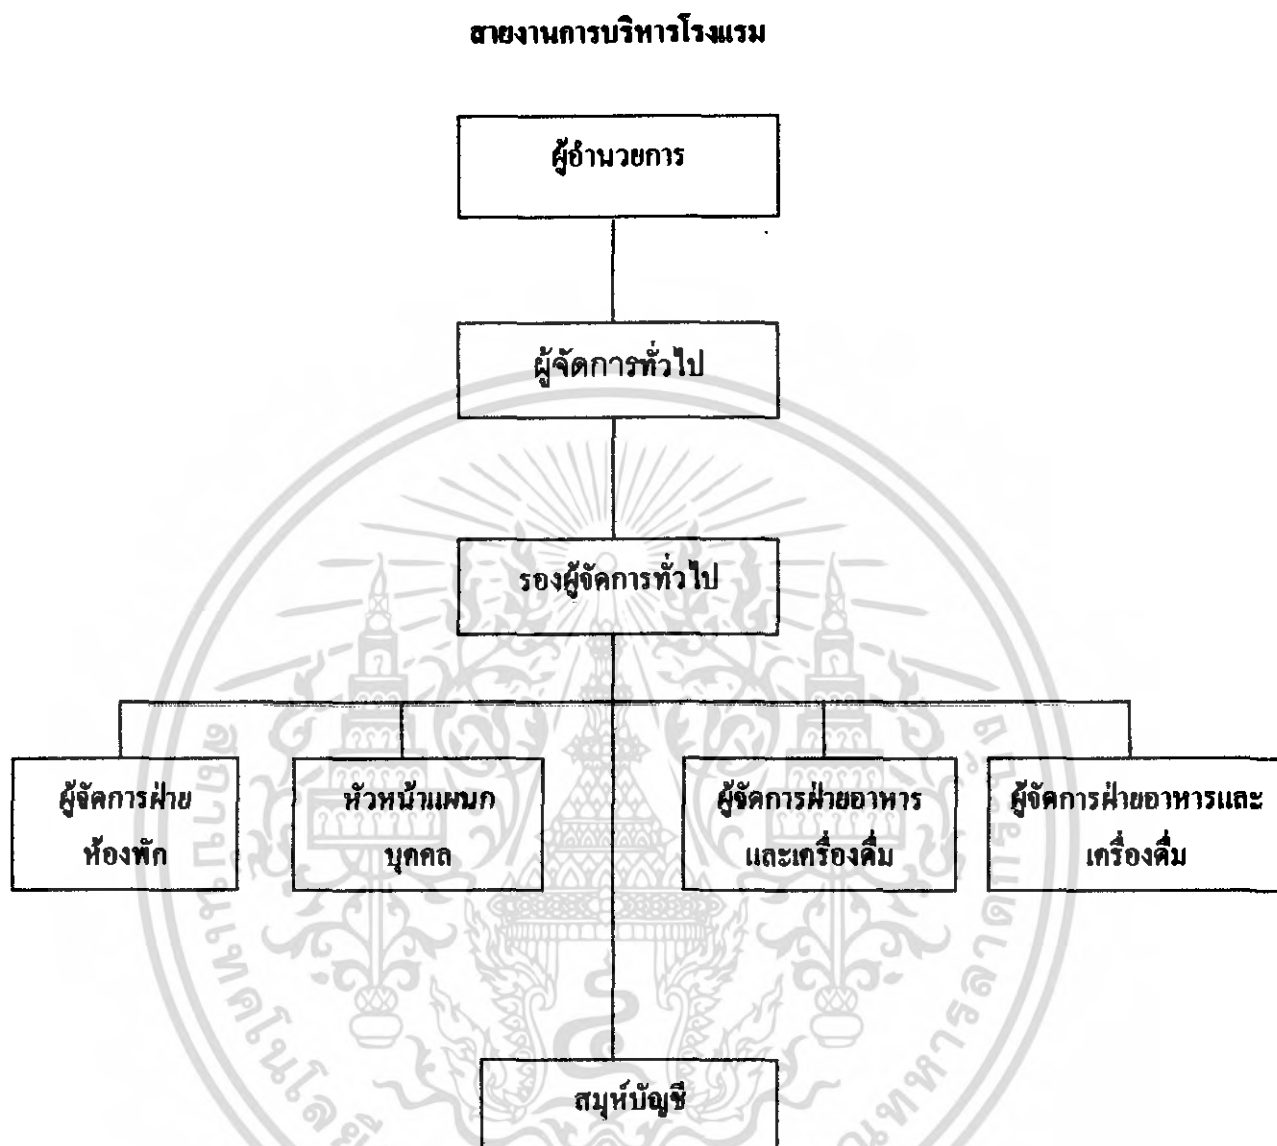 สายงานการบริหารโรงแรม
ผู้อำนวยการ
ผู้จัดการทั่วไป
รองผู้จัดการทั่วไป
ผู้จัดการฝ่าย
ห้องพัก
หัวหน้าแผนก
บุคคล
ผู้จัดการฝ่ายอาหาร
และเครื่องดื่ม
ผู้จัดการฝ่ายอาหารและ
เครื่องดื่ม
สมุห์บัญชี